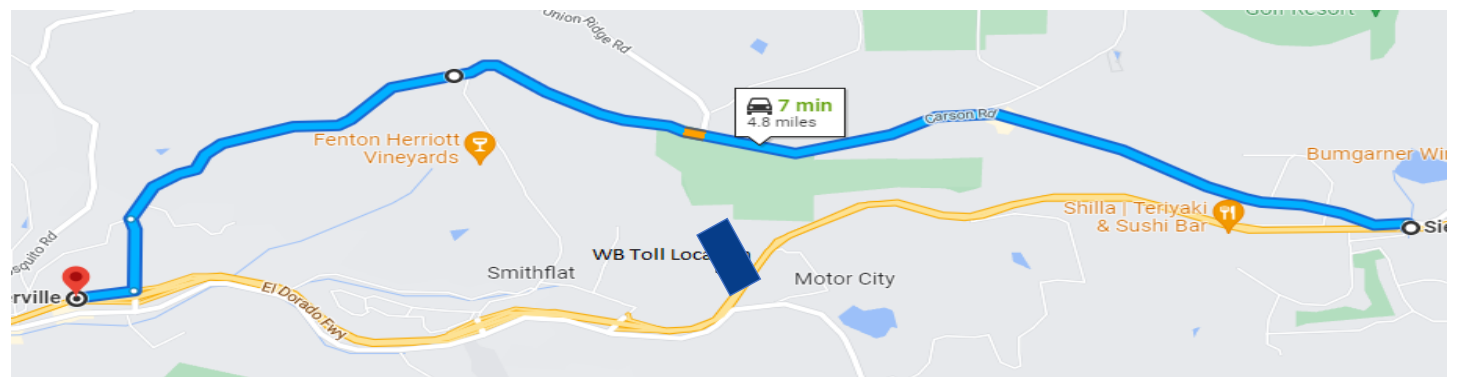 Golf Resort
Union Ridge Rd
7 min
4.8 miles
Carson Rd
Fenton Herriott
Vineyards
Bumgarner Wi
Shilla | Teriyaki
& Sushi Bar
Sie
squito Rd
WB Toll Loca n
Smithflat
Motor City
erville
El Dorado Fwy